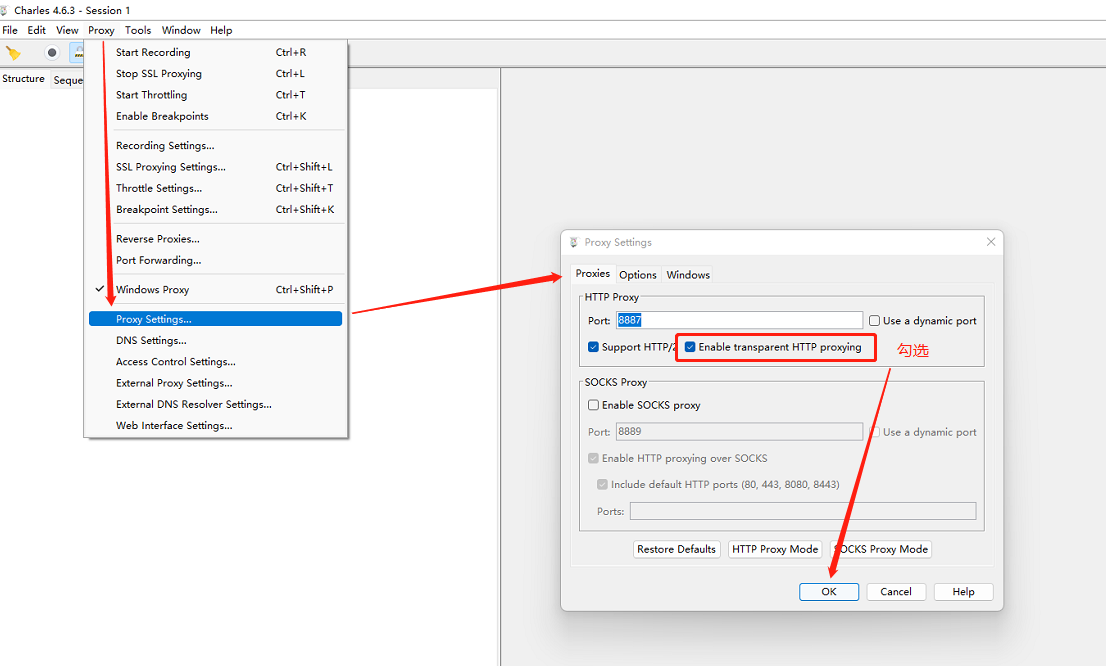 Charles 4.6.3 - Session 1
File Edit View Proxy Tools Window Help
Structure Seque
Start Recording Ctrl+R
Stop SSL Proxying Ctrl+L
Start Throttling Ctrl+T
Enable Breakpoints Ctrl+K
Recording Settings...
SSL Proxying Settings... Ctrl+Shift+L
Throttle Settings... Ctrl+Shift+T
Breakpoint Settings... Ctrl+Shift+K
Reverse Proxies...
Port Forwarding...
Windows Proxy Ctrl+Shift+P
Proxy Settings...
DNS Settings...
Access Control Settings...
External Proxy Settings...
External DNS Resolver Settings...
Web Interface Settings...
Proxy Settings
Proxies Options Windows
HTTP Proxy
Port: 8887 Use a dynamic port
Support HTTP/2 Enable transparent HTTP proxying 勾选
SOCKS Proxy
Enable SOCKS proxy
Port: 8889 Use a dynamic port
Enable HTTP proxying over SOCKS
Include default HTTP ports (80, 443, 8080, 8443)
Ports:
Restore Defaults HTTP Proxy Mode SOCKS Proxy Mode
OK Cancel Help